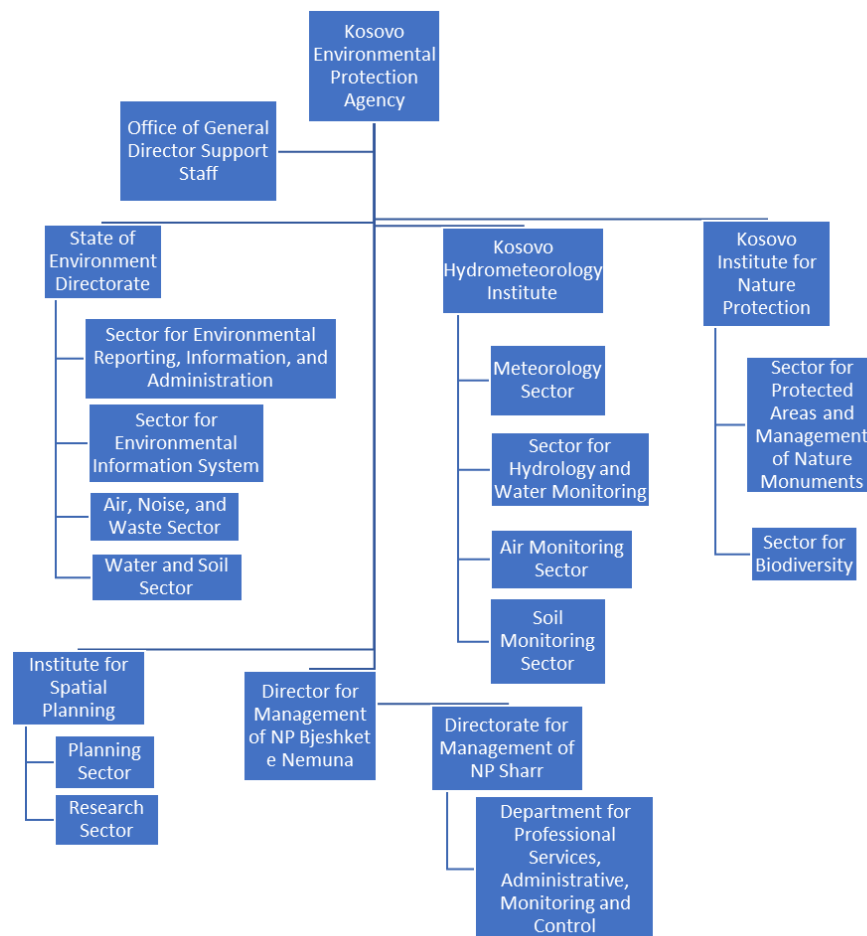 Kosovo
Environmental
Protection
Agency
Office of General
Director Support
Staff
State of
Environment
Directorate
Sector for Environmental
Reporting, Information, and
Administration
Sector for
Environmental
Information System
Air, Noise, and
Waste Sector
Water and Soil
Sector
Kosovo
Hydrometeorology
Institute
Meteorology
Sector
Sector for
Hydrology and
Water Monitoring
Air Monitoring
Sector
Soil
Monitoring
Sector
Kosovo
Institute for
Nature
Protection
Sector for
Protected
Areas and
Management
of Nature
Monuments
Sector for
Biodiversity
Institute for
Spatial
Planning
Planning
Sector
Research
Sector
Director for
Management
of NP Bjeshket
e Nemuna
Directorate for
Management of
NP Sharr
Department for
Professional
Services,
Administrative,
Monitoring and
Control